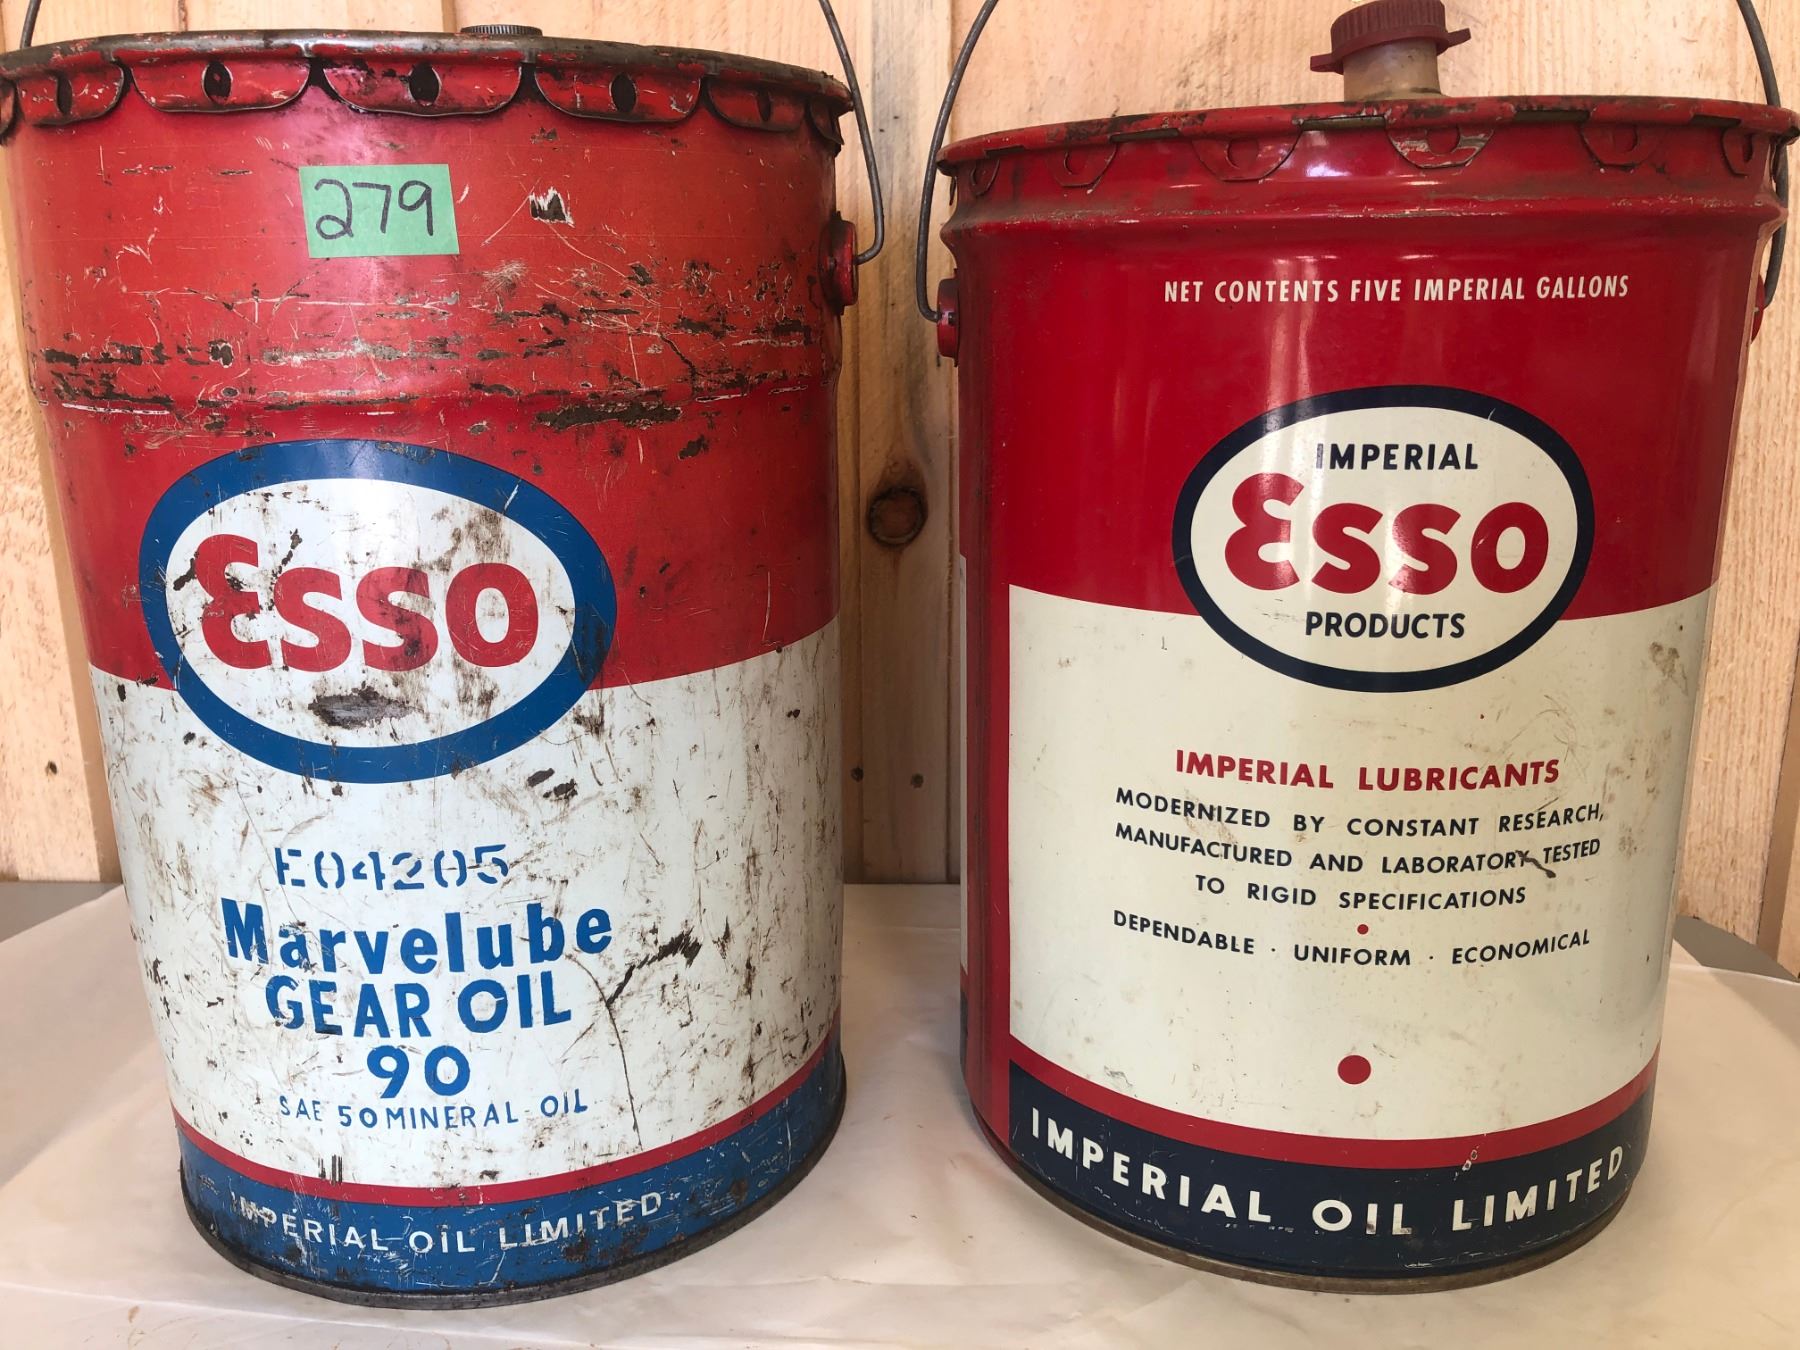 279
Esso
E04205
Marvelube
GEAR OIL
90
SAE 50 MINERAL OIL
IMPERIAL OIL LIMITED
NET CONTENTS FIVE IMPERIAL GALLONS
IMPERIAL
Esso
PRODUCTS
IMPERIAL LUBRICANTS
MODERNIZED BY CONSTANT RESEARCH,
MANUFACTURED AND LABORATORY TESTED
TO RIGID SPECIFICATIONS
DEPENDABLE · UNIFORM · ECONOMICAL
IMPERIAL OIL LIMITED